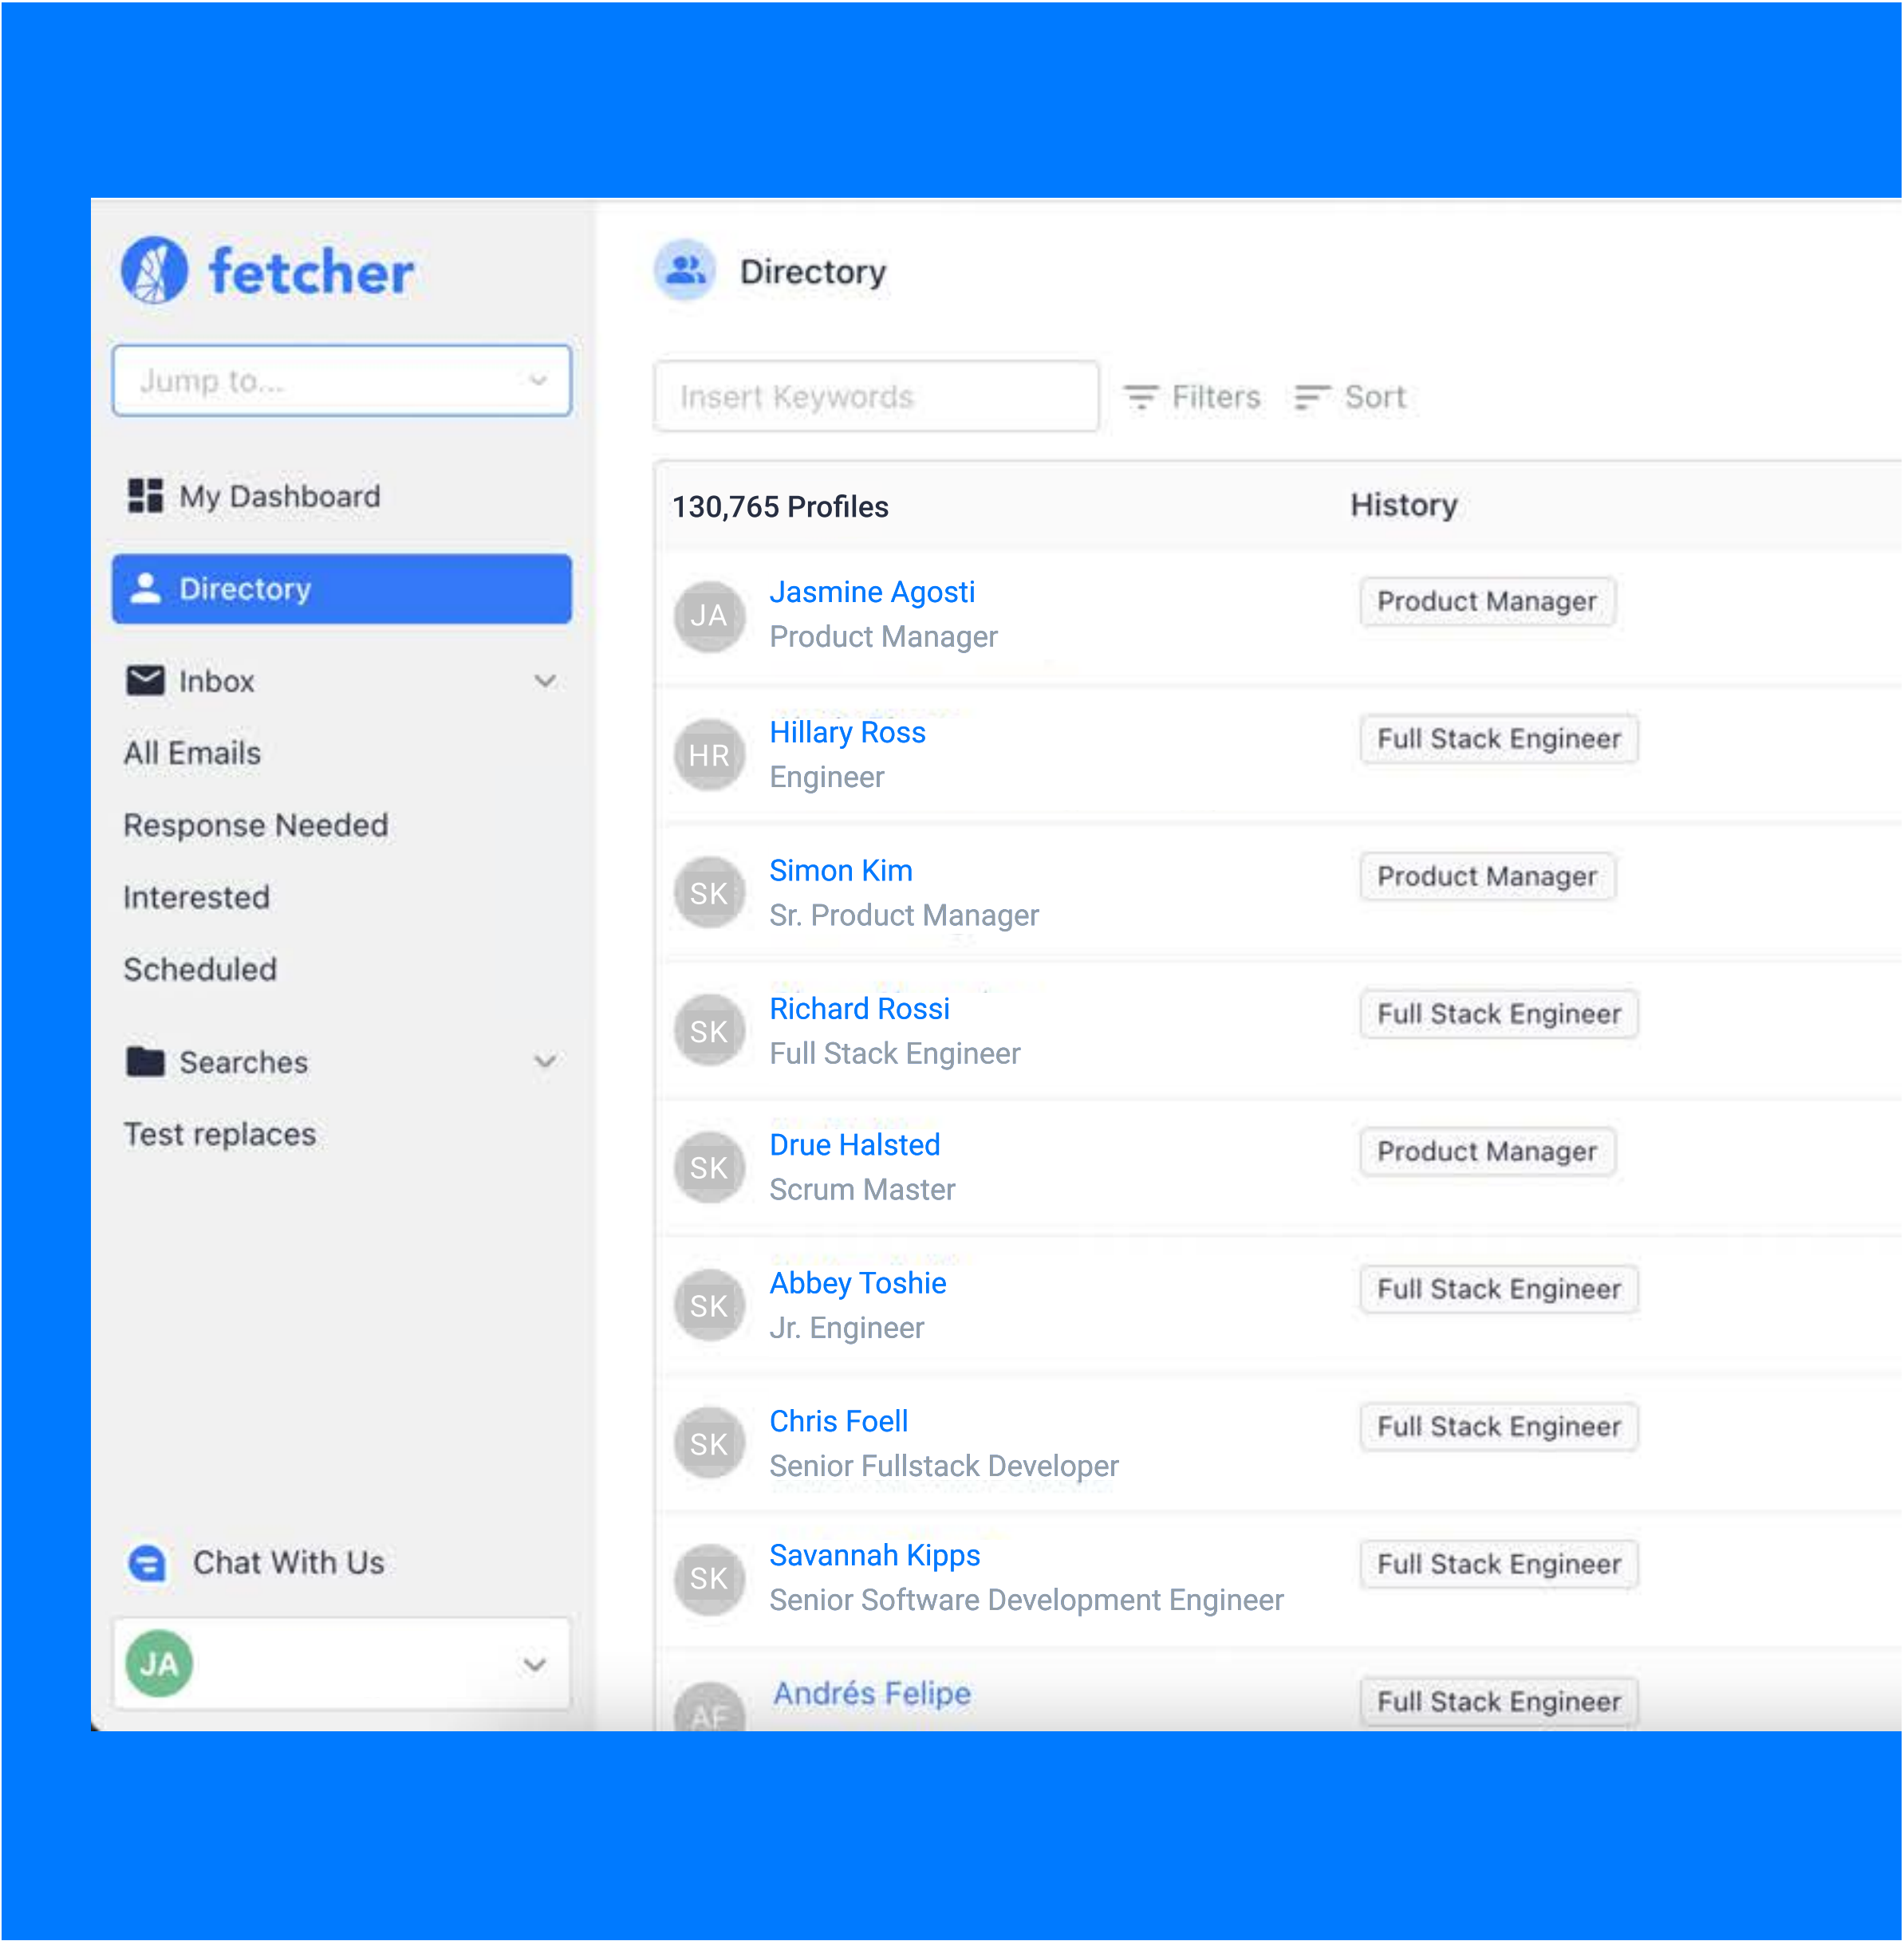 fetcher
Jump to...
My Dashboard
Directory
Inbox
All Emails
Response Needed
Interested
Scheduled
Searches
Test replaces
Chat With Us
JA
Directory
Insert Keywords Filters Sort
130,765 Profiles History
JA Jasmine Agosti Product Manager
Product Manager
HR Hillary Ross Full Stack Engineer
Engineer
SK Simon Kim Product Manager
Sr. Product Manager
SK Richard Rossi Full Stack Engineer
Full Stack Engineer
SK Drue Halsted Product Manager
Scrum Master
SK Abbey Toshie Full Stack Engineer
Jr. Engineer
SK Chris Foell Full Stack Engineer
Senior Fullstack Developer
SK Savannah Kipps Full Stack Engineer
Senior Software Development Engineer
AF Andrés Felipe Full Stack Engineer